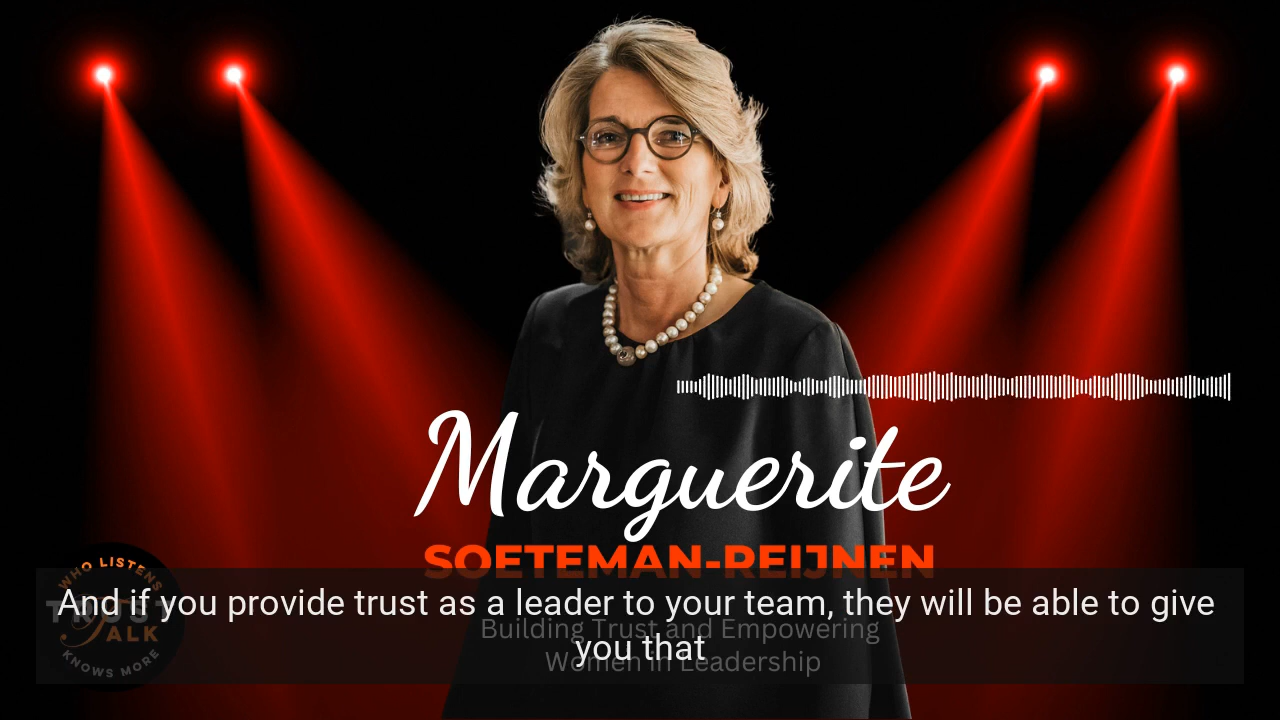 Marguerite
SOETEMAN-REIJNEN
WHO LISTENS
TRUST
TALK
KNOWS MORE
And if you provide trust as a leader to your team, they will be able to give
you that
Building Trust and Empowering
Women in Leadership